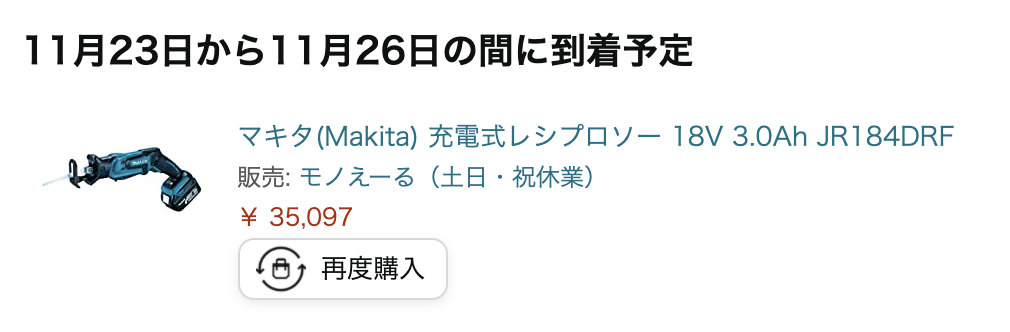 11月23日から11月26日の間に到着予定
マキタ(Makita) 充電式レシプロソー 18V 3.0Ah JR184DRF
販売: モノえーる（土日・祝休業）
￥ 35,097
再度購入